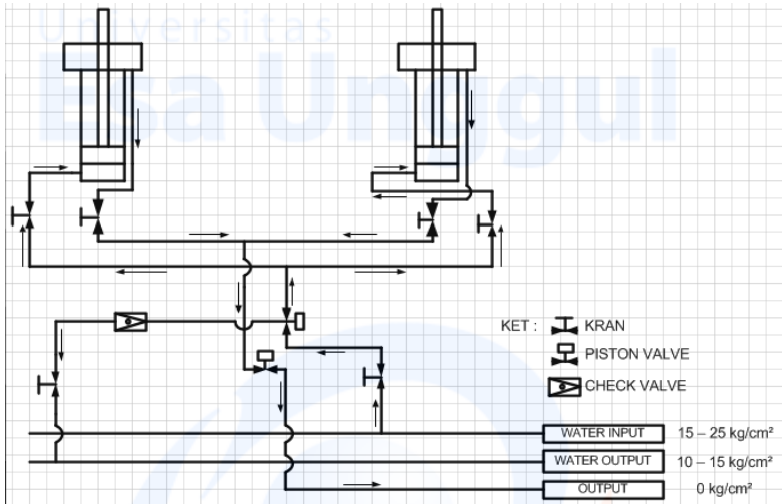 Universitas
Esa Unggul
KET : KRAN
PISTON VALVE
CHECK VALVE
WATER INPUT 15 – 25 kg/cm²
WATER OUTPUT 10 – 15 kg/cm²
OUTPUT 0 kg/cm²